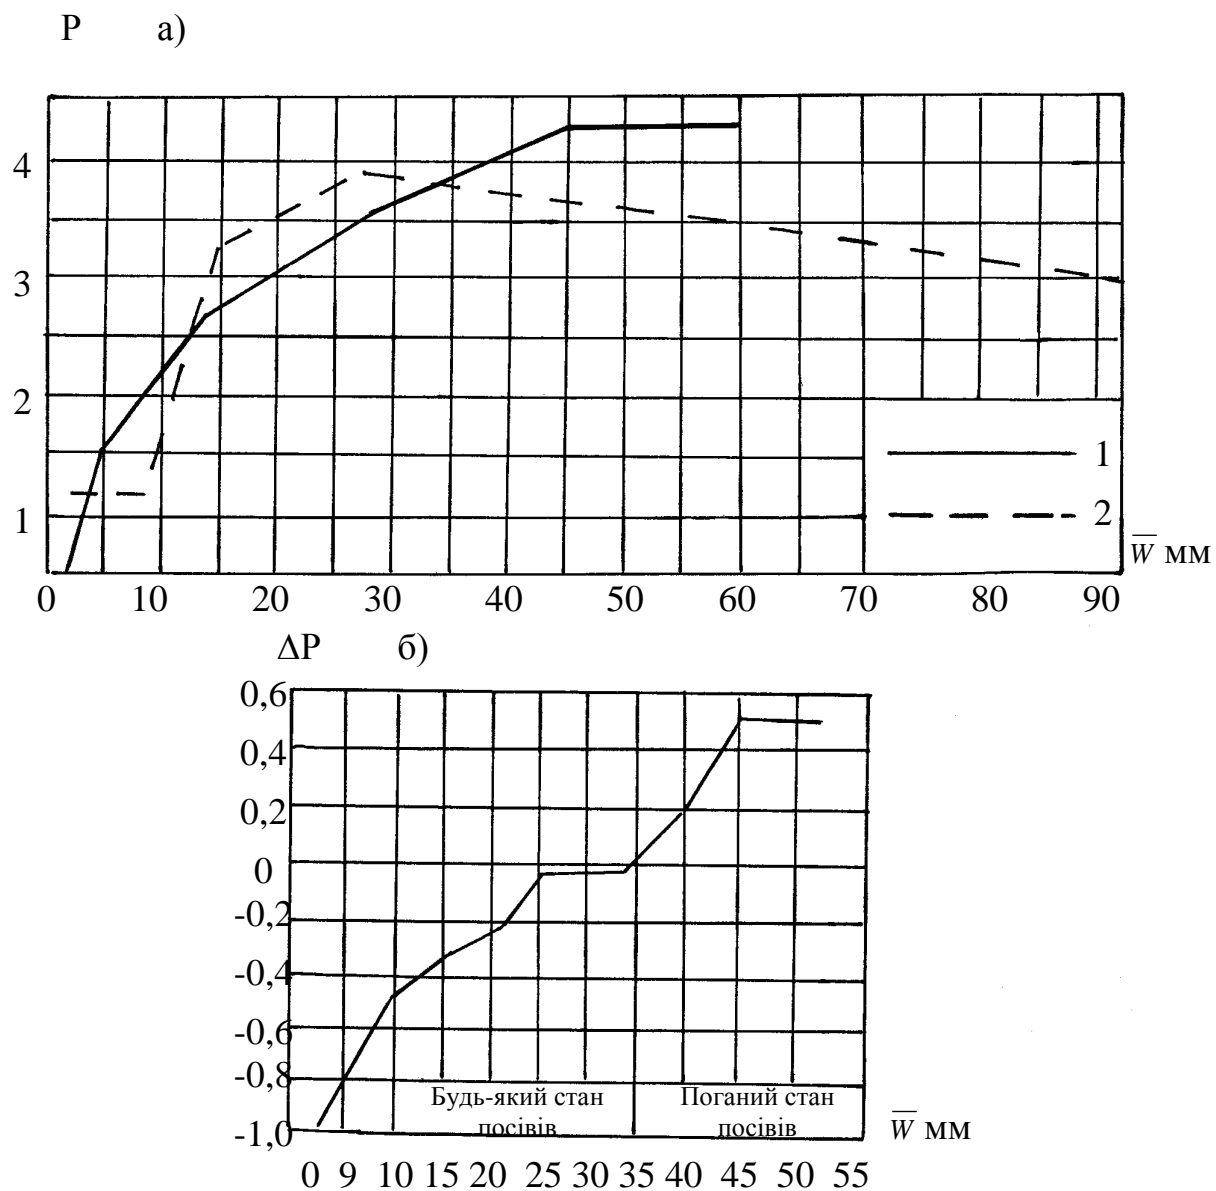 P а)
4
3
2
1
1
2
W мм
0 10 20 30 40 50 60 70 80 90
ΔP б)
0,6
0,4
0,2
0
-0,2
-0,4
-0,6
-0,8
-1,0
Будь-який стан
посівів
Поганий стан
посівів
W мм
0 9 10 15 20 25 30 35 40 45 50 55